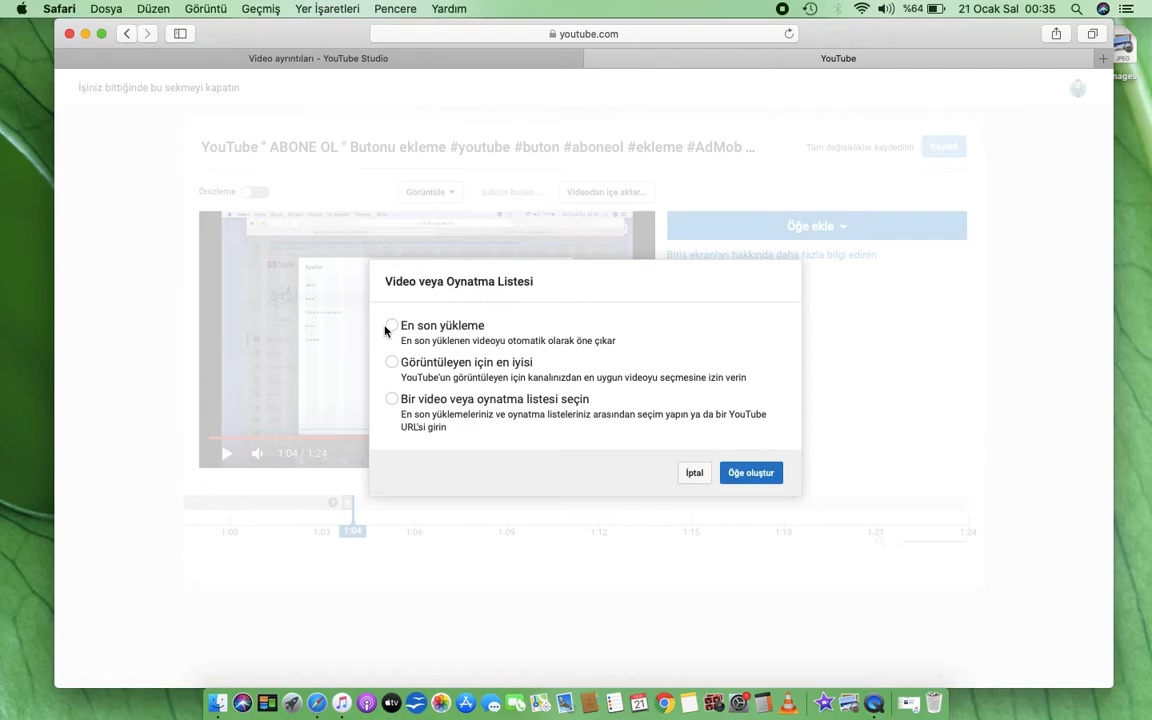 Safari Dosya Düzen Görüntü Geçmiş Yer İşaretleri Pencere Yardım %64 21 Ocak Sal 00:35
youtube.com
Video ayrıntıları - YouTube Studio YouTube
JPEG
mages
İşiniz bittiğinde bu sekmeyi kapatın
YouTube " ABONE OL " Butonu ekleme #youtube #buton #aboneol #ekleme #AdMob ... Tüm değişiklikler kaydedildi Kaydet
Önizleme Görüntüle Şablon kullan... Videodan içe aktar...
Öğe ekle
Bitiş ekranları hakkında daha fazla bilgi edinin
Video veya Oynatma Listesi
En son yükleme
En son yüklenen videoyu otomatik olarak öne çıkar
Görüntüleyen için en iyisi
YouTube'un görüntüleyen için kanalınızdan en uygun videoyu seçmesine izin verin
Bir video veya oynatma listesi seçin
En son yüklemeleriniz ve oynatma listeleriniz arasından seçim yapın ya da bir YouTube
URL'si girin
1:04 / 1:24
İptal Öğe oluştur
1:00 1:03 1:04 1:06 1:09 1:12 1:15 1:18 1:21 1:24
tv 21